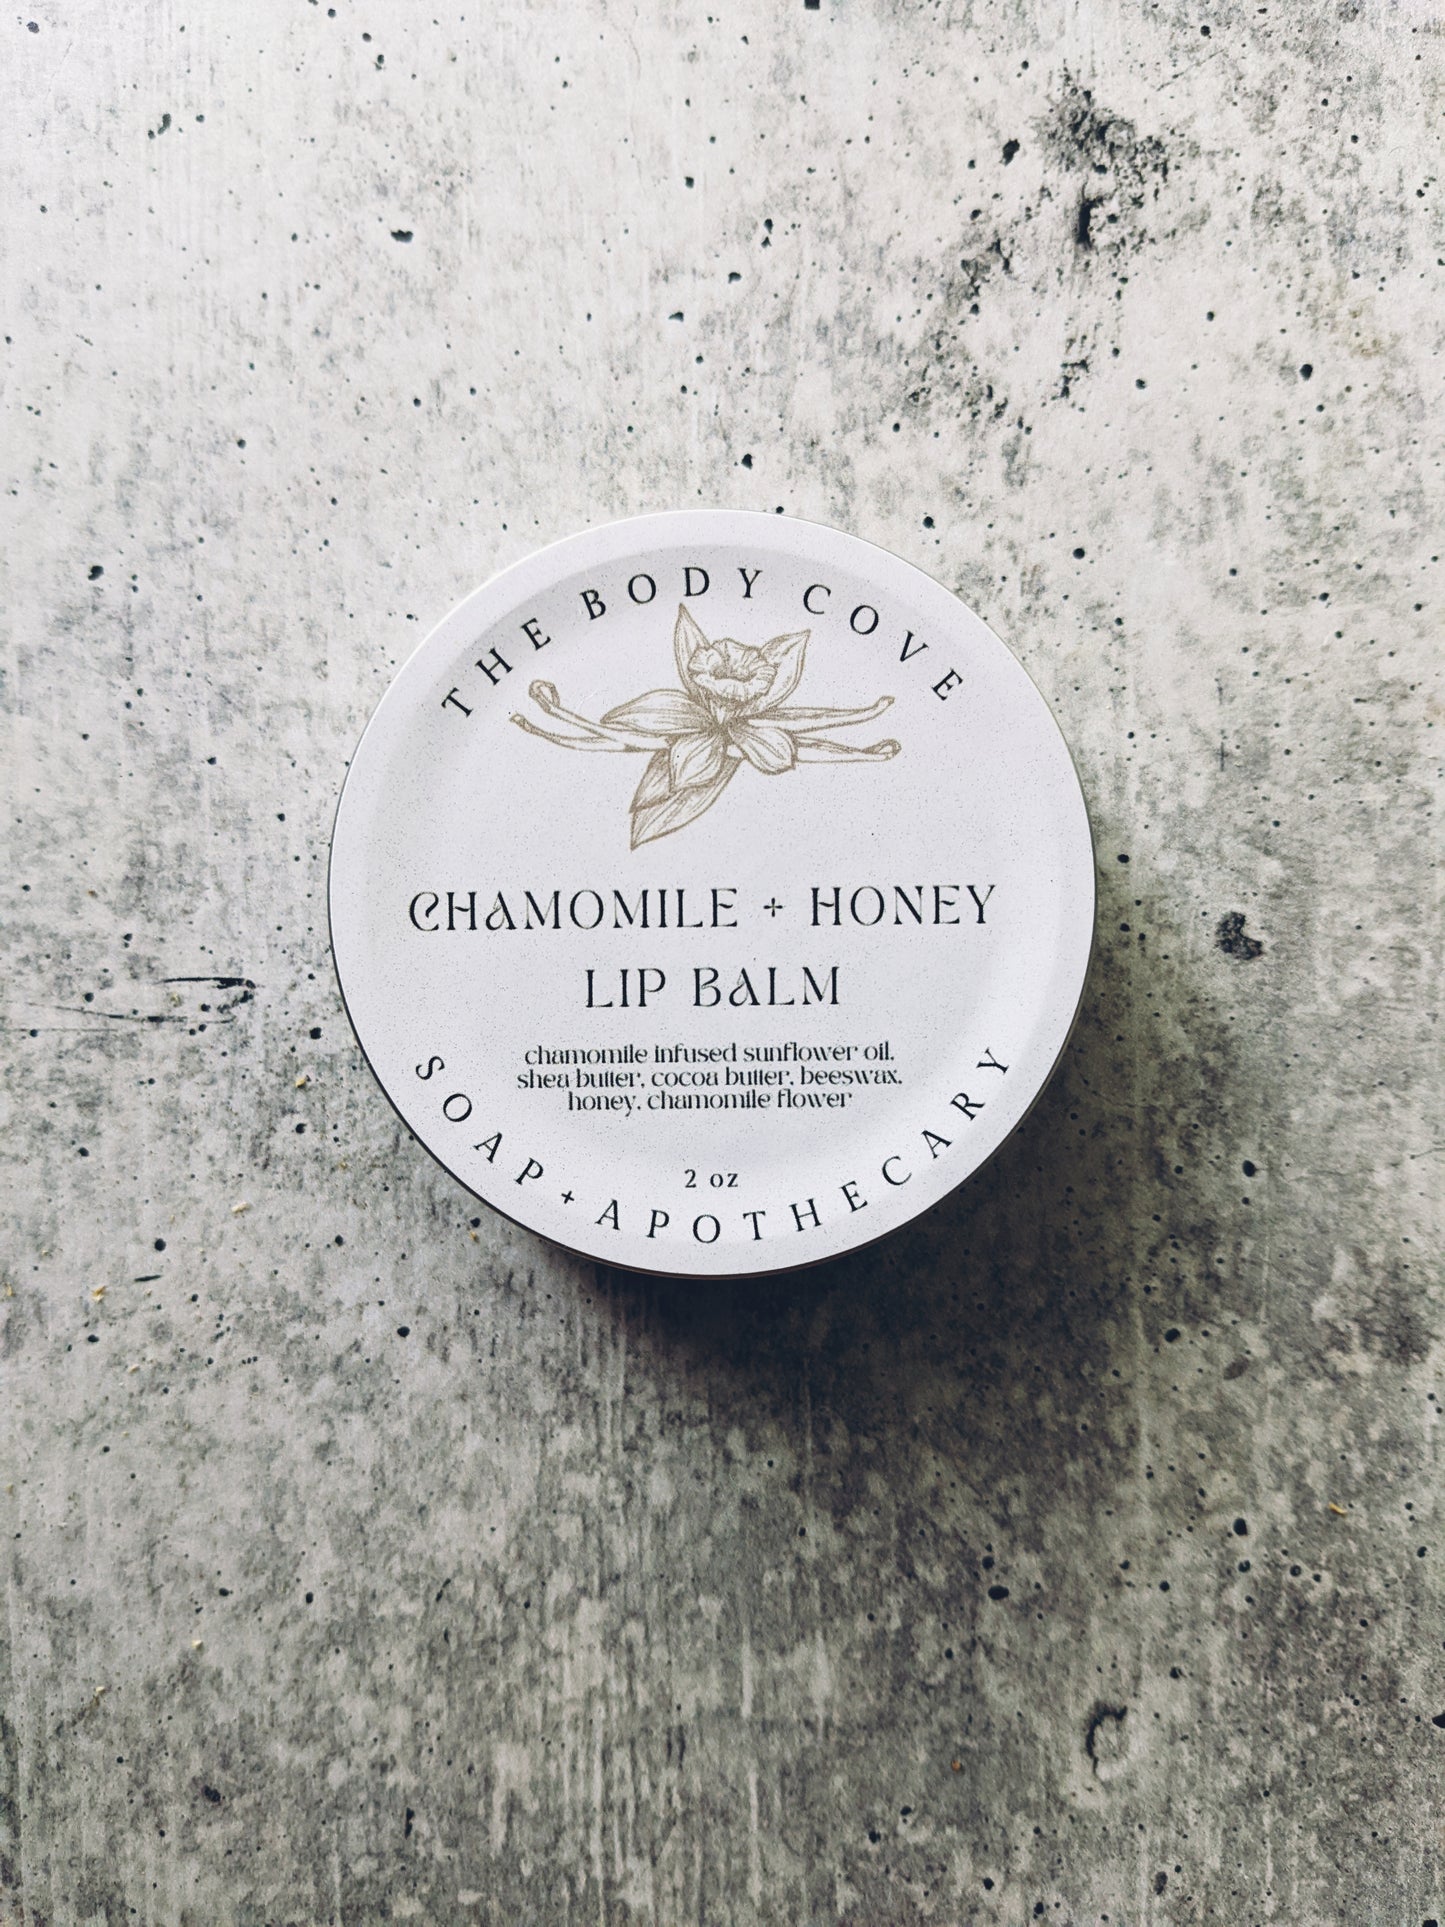 THE BODY COVE
CHAMOMILE + HONEY
LIP BALM
chamomile infused sunflower oil,
shea butter, cocoa butter, beeswax,
honey, chamomile flower
2 oz
SOAP + APOTHECARY